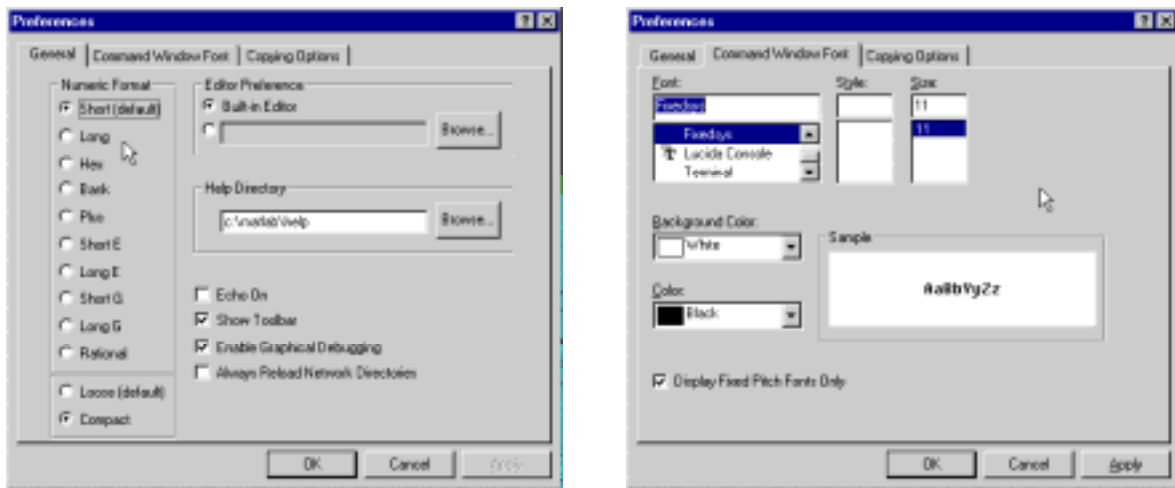 Preferences
General Command Window Font Copying Options
Numeric Format
Short (default)
Long
Hex
Bank
Plus
Short E
Long E
Short G
Long G
Rational
Loose (default)
Compact
Editor Preference
Built-in Editor
Browse...
Help Directory
c:\matlab\help
Browse...
Echo On
Show Toolbar
Enable Graphical Debugging
Always Reload Network Directories
OK Cancel Apply
Preferences
General Command Window Font Copying Options
Font: Style: Size:
Fixedsys 11
Fixedsys 11
Lucida Console
Terminal
Background Color:
White
Color:
Black
Sample
AaBbYyZz
Display Fixed Pitch Fonts Only
OK Cancel Apply